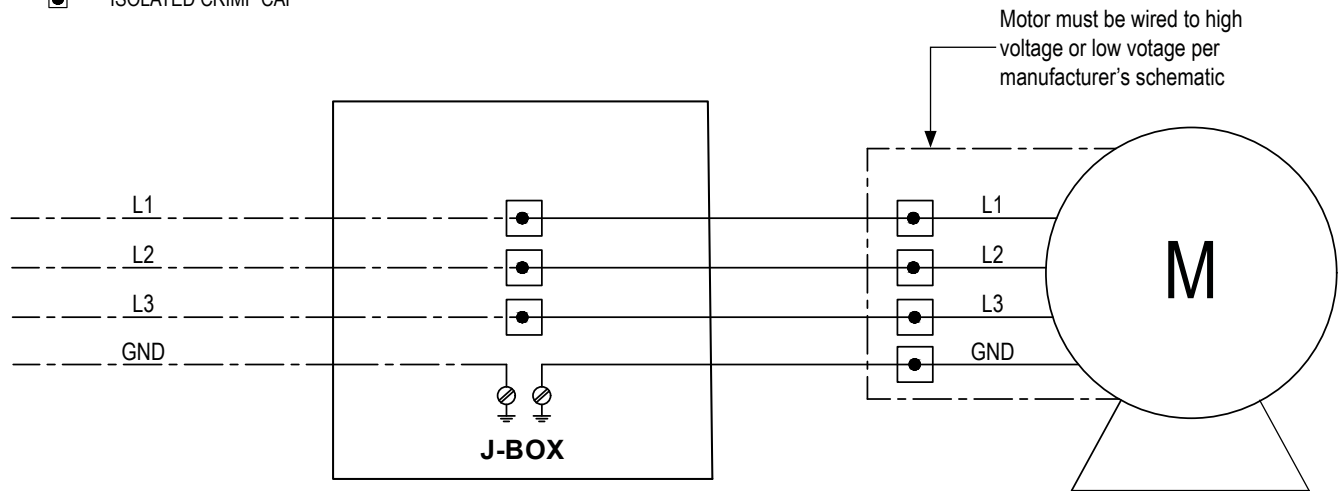 ISOLATED CRIMP CAP
Motor must be wired to high
voltage or low votage per
manufacturer's schematic
L1
L1
L2
L2
L3
L3
GND
GND
M
J-BOX